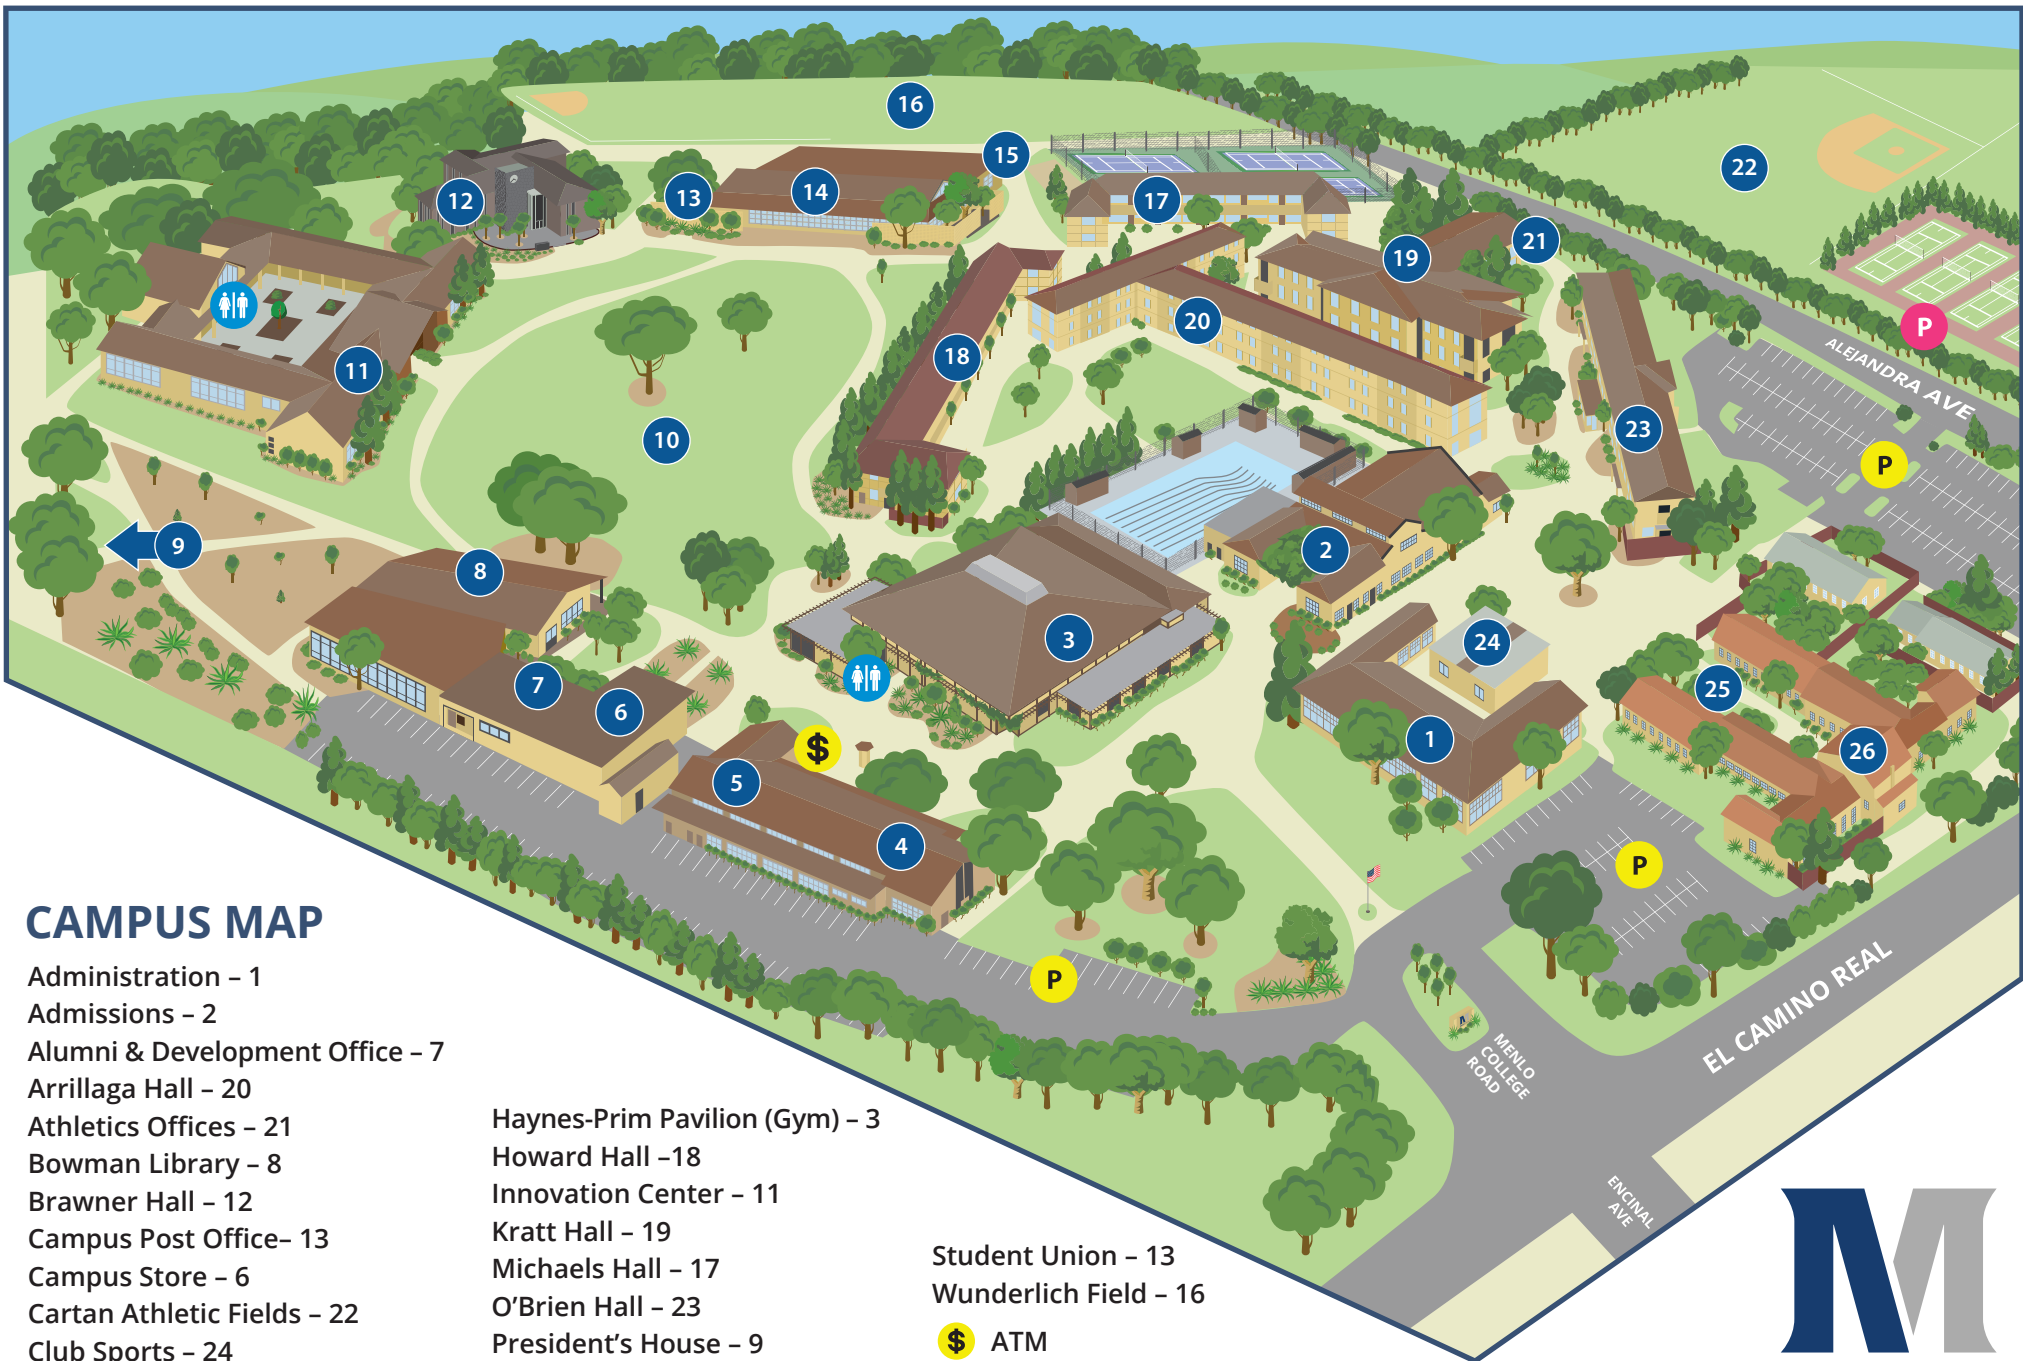 16
15
22
12
13
14
17
21
19
20
P
18
11
ALEJANDRA AVE
10
23
P
9
2
8
3
24
7
25
6
1
26
$
5
4
P
P
EL CAMINO REAL
MENLO
COLLEGE
ROAD
ENCINAL
AVE
CAMPUS MAP
Administration – 1
Admissions – 2
Alumni & Development Office – 7
Arrillaga Hall – 20
Athletics Offices – 21
Bowman Library – 8
Brawner Hall – 12
Campus Post Office– 13
Campus Store – 6
Cartan Athletic Fields – 22
Club Sports – 24
Haynes-Prim Pavilion (Gym) – 3
Howard Hall –18
Innovation Center – 11
Kratt Hall – 19
Michaels Hall – 17
O’Brien Hall – 23
President’s House – 9
Student Union – 13
Wunderlich Field – 16
$ ATM
M